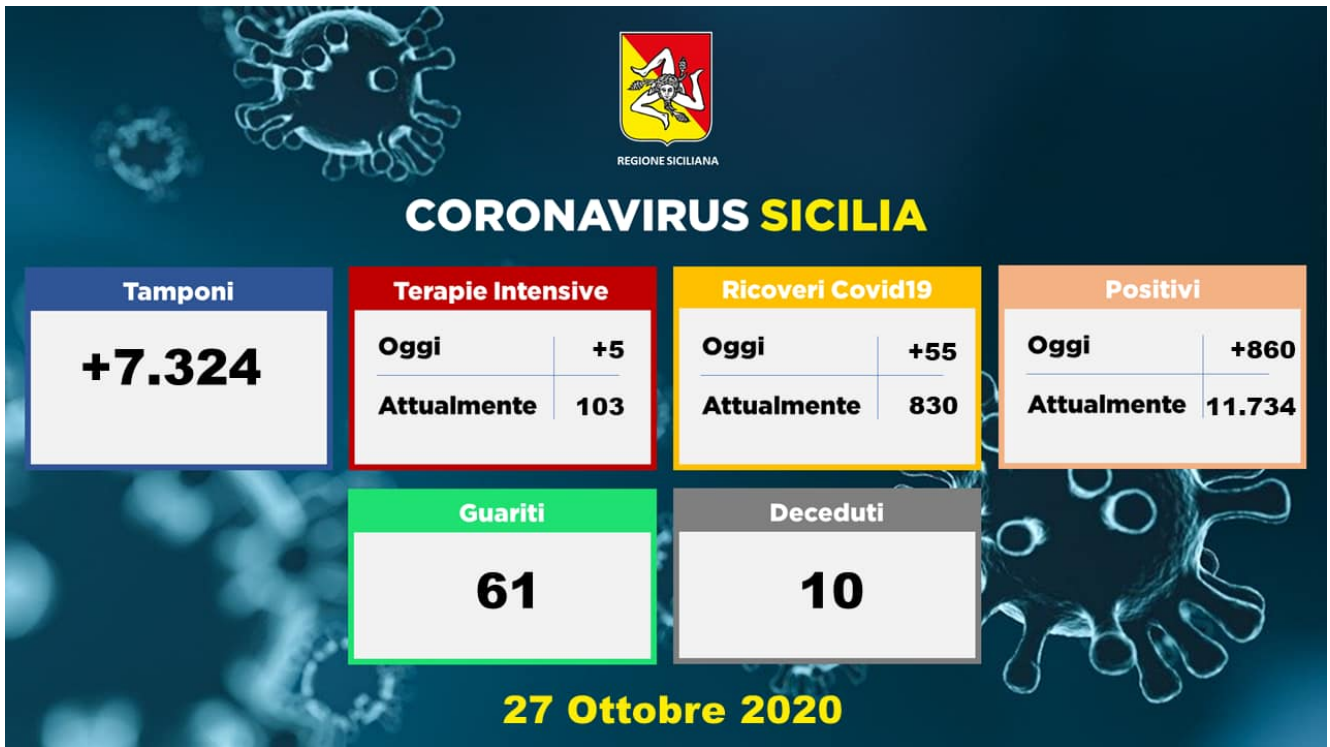 REGIONE SICILIANA
CORONAVIRUS SICILIA
Tamponi
+7.324
Terapie Intensive
Oggi +5
Attualmente 103
Ricoveri Covid19
Oggi +55
Attualmente 830
Positivi
Oggi +860
Attualmente 11.734
Guariti
61
Deceduti
10
27 Ottobre 2020